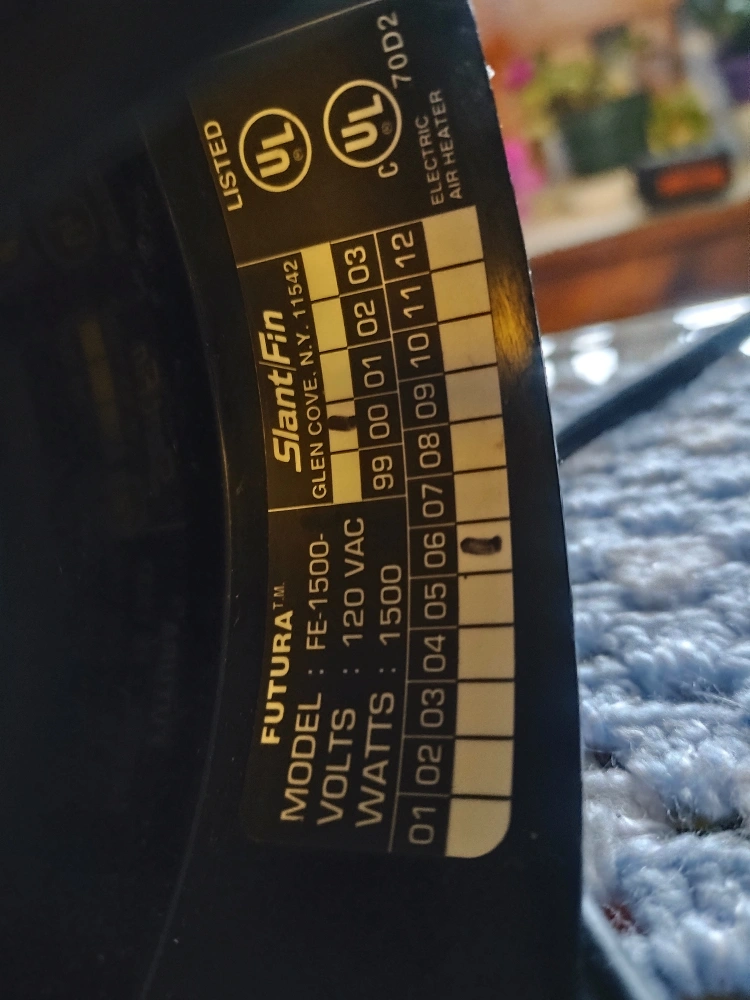 FUTURA T.M.
MODEL : FE-1500-
VOLTS : 120 VAC
WATTS : 1500
Slant/Fin
GLEN COVE. N.Y. 11542
99 00 01 02 03
01 02 03 04 05 06 07 08 09 10 11 12
LISTED
UL ®
C UL ® 70D2
ELECTRIC
AIR HEATER